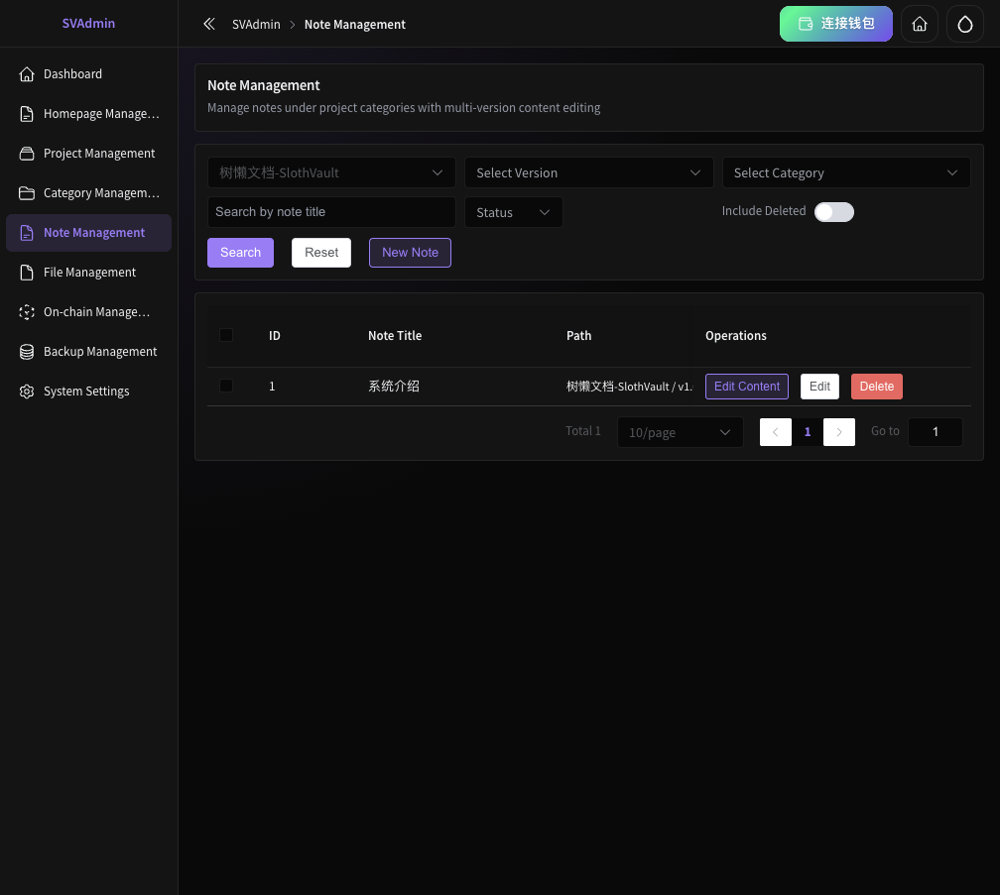 SVAdmin
SVAdmin > Note Management
连接钱包
Dashboard
Homepage Manage…
Project Management
Category Managem…
Note Management
File Management
On-chain Manage…
Backup Management
System Settings
Note Management
Manage notes under project categories with multi-version content editing
树懒文档-SlothVault
Select Version
Select Category
Search by note title
Status
Include Deleted
Search
Reset
New Note
ID Note Title Path Operations
1 系统介绍 树懒文档-SlothVault / v1. Edit Content Edit Delete
Total 1 10/page 1 Go to 1